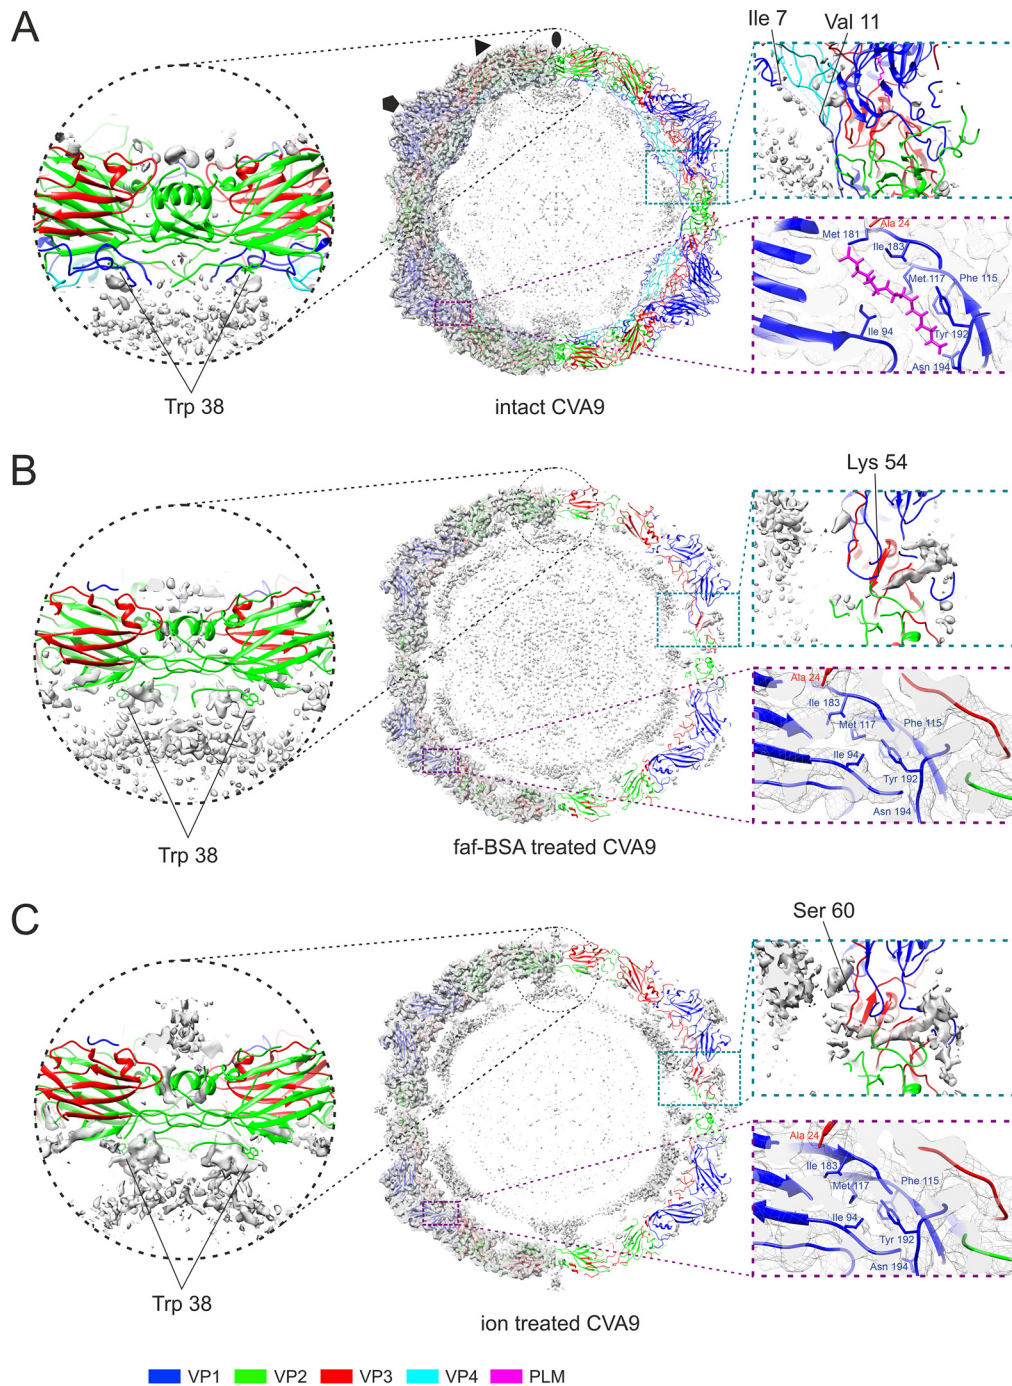 A
Ile 7
Val 11
Trp 38
intact CVA9
Ala 24
Met 181
Ile 183
Met 117
Phe 115
Ile 94
Tyr 192
Asn 194
B
Lys 54
Trp 38
faf-BSA treated CVA9
Ala 24
Ile 183
Met 117
Phe 115
Ile 94
Tyr 192
Asn 194
C
Ser 60
Trp 38
ion treated CVA9
Ala 24
Ile 183
Met 117
Phe 115
Ile 94
Tyr 192
Asn 194
VP1 VP2 VP3 VP4 PLM